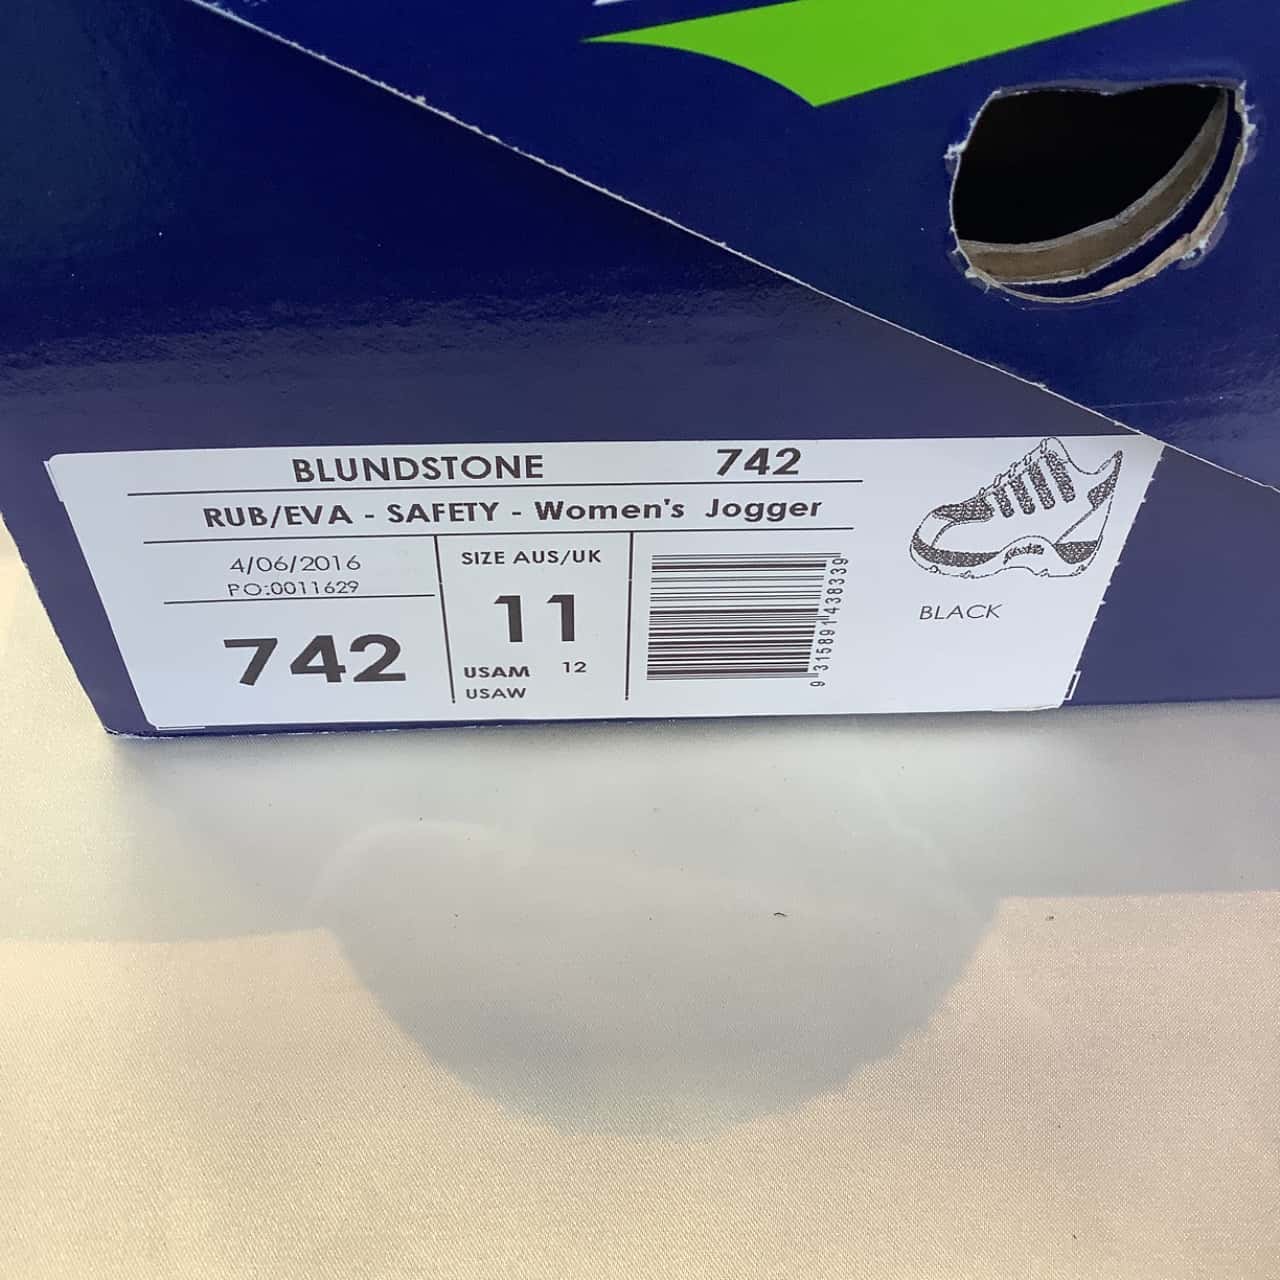 BLUNDSTONE 742
RUB/EVA - SAFETY - Women's Jogger
4/06/2016
PO:0011629
742
SIZE AUS/UK
11
USAM 12
USAW
9 315891 438339
BLACK